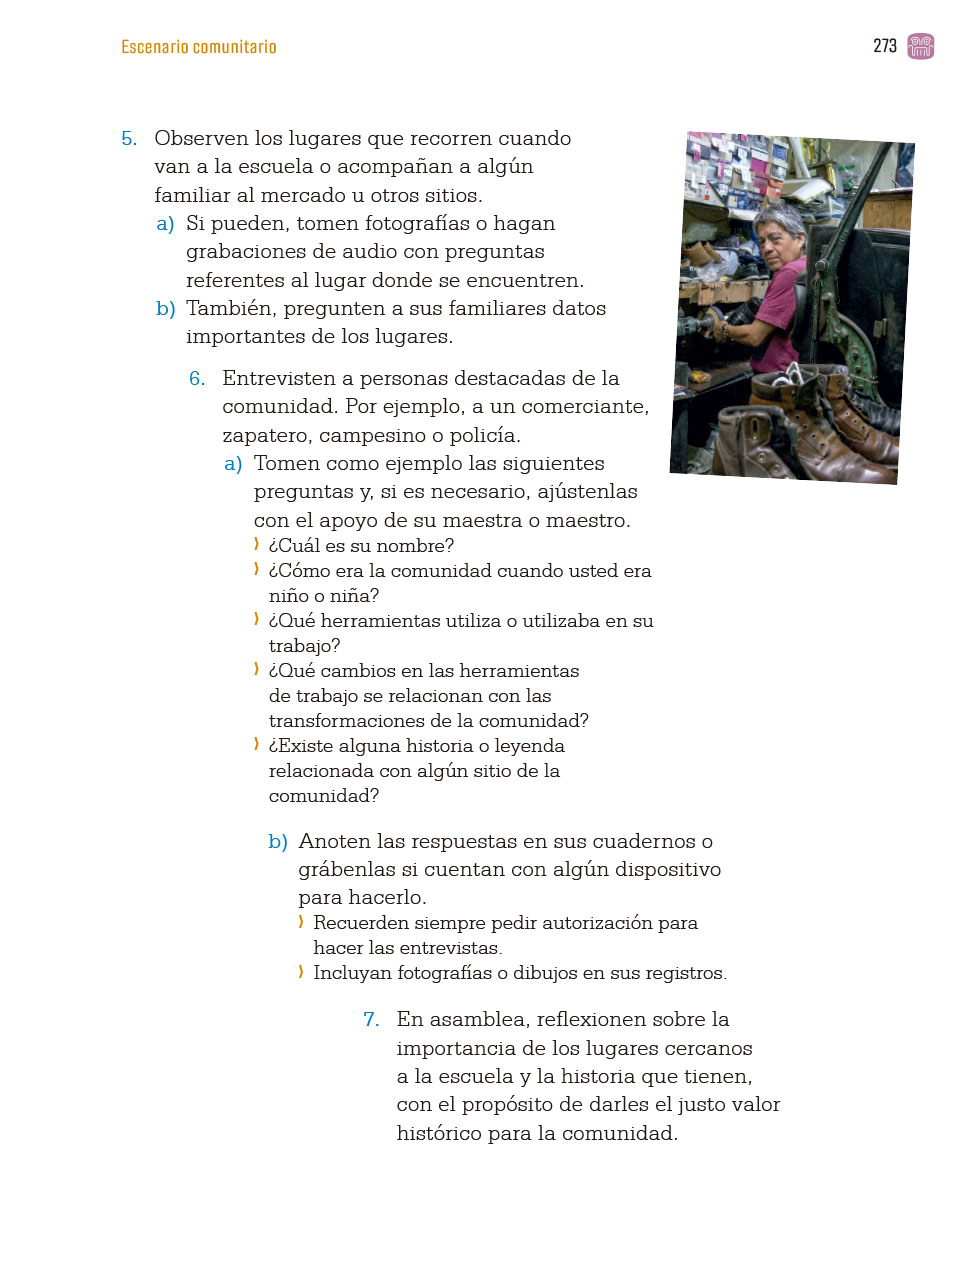 Escenario comunitario
273
5. Observen los lugares que recorren cuando
van a la escuela o acompañan a algún
familiar al mercado u otros sitios.
a) Si pueden, tomen fotografías o hagan
grabaciones de audio con preguntas
referentes al lugar donde se encuentren.
b) También, pregunten a sus familiares datos
importantes de los lugares.
6. Entrevisten a personas destacadas de la
comunidad. Por ejemplo, a un comerciante,
zapatero, campesino o policía.
a) Tomen como ejemplo las siguientes
preguntas y, si es necesario, ajústenlas
con el apoyo de su maestra o maestro.
⟩ ¿Cuál es su nombre?
⟩ ¿Cómo era la comunidad cuando usted era
niño o niña?
⟩ ¿Qué herramientas utiliza o utilizaba en su
trabajo?
⟩ ¿Qué cambios en las herramientas
de trabajo se relacionan con las
transformaciones de la comunidad?
⟩ ¿Existe alguna historia o leyenda
relacionada con algún sitio de la
comunidad?
b) Anoten las respuestas en sus cuadernos o
grábenlas si cuentan con algún dispositivo
para hacerlo.
⟩ Recuerden siempre pedir autorización para
hacer las entrevistas.
⟩ Incluyan fotografías o dibujos en sus registros.
7. En asamblea, reflexionen sobre la
importancia de los lugares cercanos
a la escuela y la historia que tienen,
con el propósito de darles el justo valor
histórico para la comunidad.